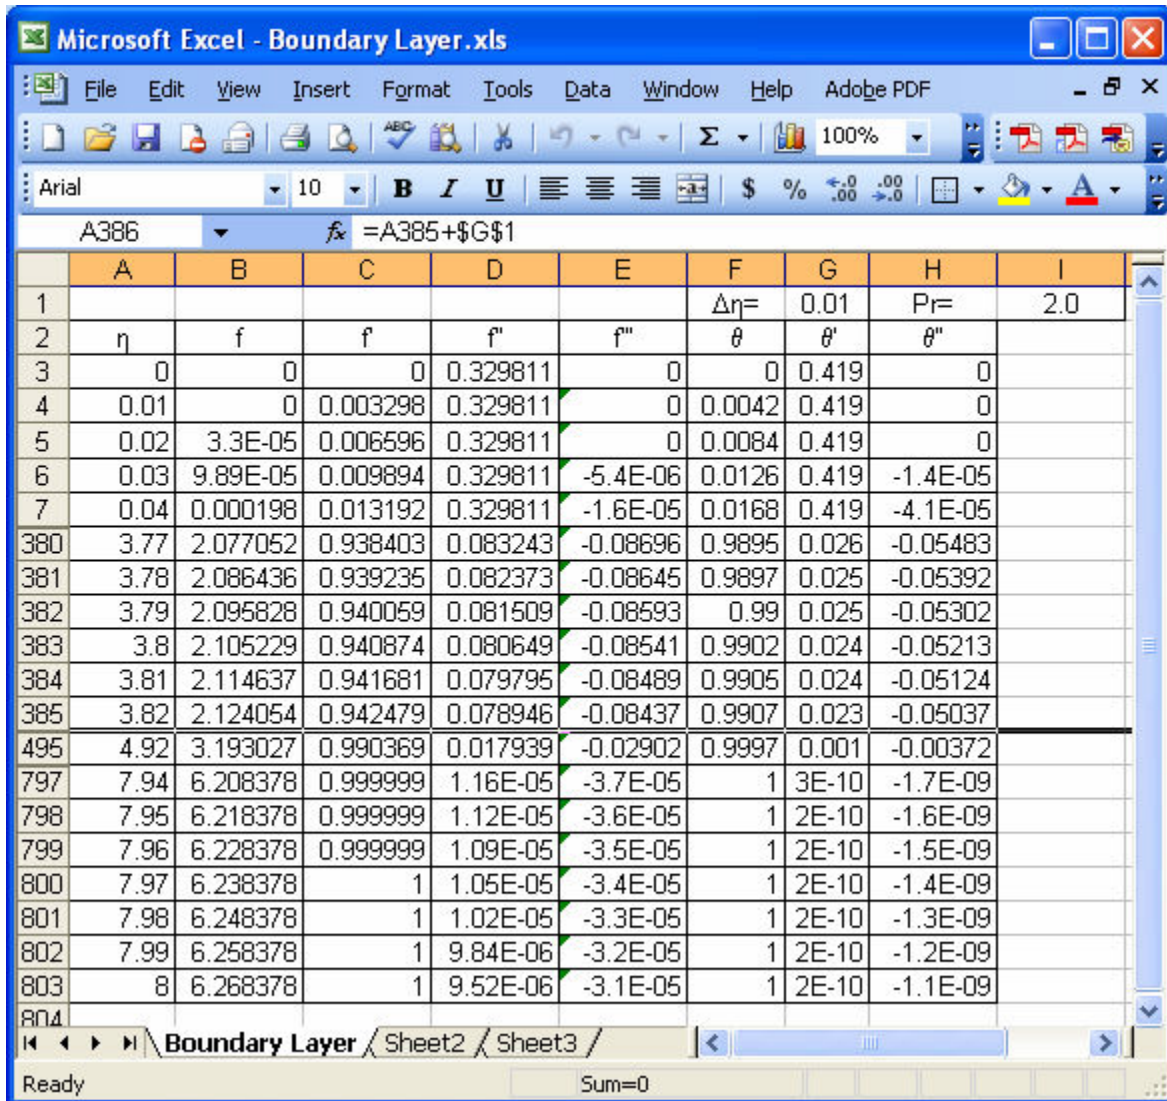 Microsoft Excel - Boundary Layer.xls
File Edit View Insert Format Tools Data Window Help Adobe PDF
ABC Σ 100%
Arial 10 B I U $ % .00 .0 A
A386 fx =A385+$G$1
A B C D E F G H I
1 Δη= 0.01 Pr= 2.0
2 η f f' f" f''' θ θ' θ"
3 0 0 0 0.329811 0 0 0.419 0
4 0.01 0 0.003298 0.329811 0 0.0042 0.419 0
5 0.02 3.3E-05 0.006596 0.329811 0 0.0084 0.419 0
6 0.03 9.89E-05 0.009894 0.329811 -5.4E-06 0.0126 0.419 -1.4E-05
7 0.04 0.000198 0.013192 0.329811 -1.6E-05 0.0168 0.419 -4.1E-05
380 3.77 2.077052 0.938403 0.083243 -0.08696 0.9895 0.026 -0.05483
381 3.78 2.086436 0.939235 0.082373 -0.08645 0.9897 0.025 -0.05392
382 3.79 2.095828 0.940059 0.081509 -0.08593 0.99 0.025 -0.05302
383 3.8 2.105229 0.940874 0.080649 -0.08541 0.9902 0.024 -0.05213
384 3.81 2.114637 0.941681 0.079795 -0.08489 0.9905 0.024 -0.05124
385 3.82 2.124054 0.942479 0.078946 -0.08437 0.9907 0.023 -0.05037
495 4.92 3.193027 0.990369 0.017939 -0.02902 0.9997 0.001 -0.00372
797 7.94 6.208378 0.999999 1.16E-05 -3.7E-05 1 3E-10 -1.7E-09
798 7.95 6.218378 0.999999 1.12E-05 -3.6E-05 1 2E-10 -1.6E-09
799 7.96 6.228378 0.999999 1.09E-05 -3.5E-05 1 2E-10 -1.5E-09
800 7.97 6.238378 1 1.05E-05 -3.4E-05 1 2E-10 -1.4E-09
801 7.98 6.248378 1 1.02E-05 -3.3E-05 1 2E-10 -1.3E-09
802 7.99 6.258378 1 9.84E-06 -3.2E-05 1 2E-10 -1.2E-09
803 8 6.268378 1 9.52E-06 -3.1E-05 1 2E-10 -1.1E-09
804
Boundary Layer Sheet2 Sheet3
Ready Sum=0